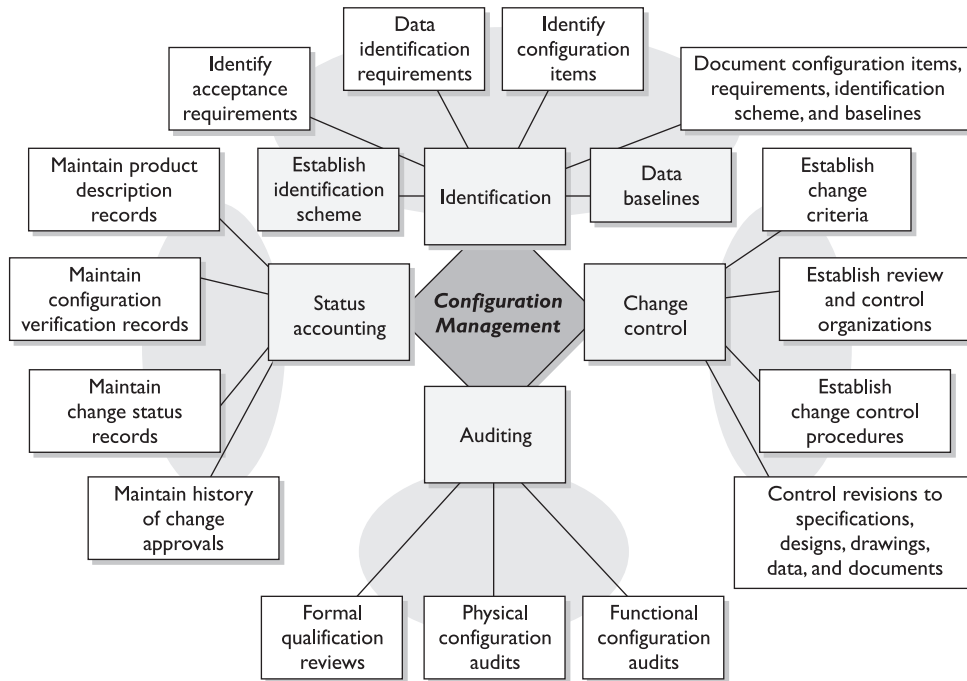 Data
identification
requirements
Identify
configuration
items
Identify
acceptance
requirements
Document configuration items,
requirements, identification
scheme, and baselines
Maintain product
description
records
Establish
identification
scheme
Identification
Data
baselines
Establish
change
criteria
Maintain
configuration
verification records
Status
accounting
Configuration
Management
Change
control
Establish review
and control
organizations
Maintain
change status
records
Auditing
Establish
change control
procedures
Maintain history
of change
approvals
Control revisions to
specifications,
designs, drawings,
data, and documents
Formal
qualification
reviews
Physical
configuration
audits
Functional
configuration
audits